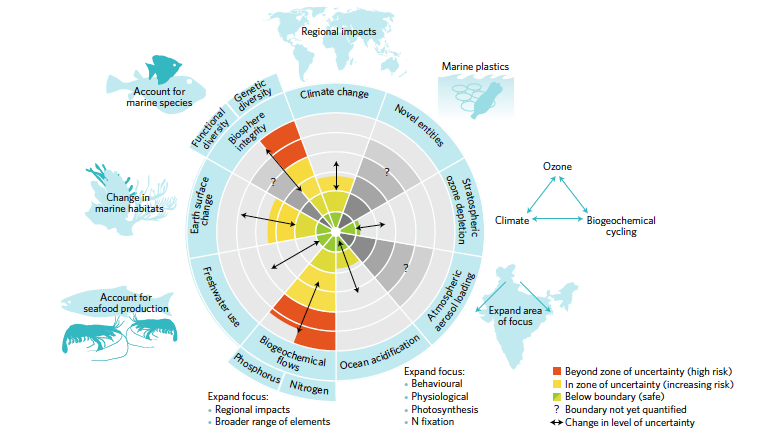 Regional impacts
Marine plastics
Account for
marine species
Genetic
diversity
Functional
diversity
Biosphere
integrity
Climate change
Novel entities
Stratospheric
ozone depletion
Atmospheric
aerosol loading
Ocean acidification
Biogeochemical
flows
Phosphorus
Nitrogen
Freshwater use
Earth surface
change
?
?
?
Change in
marine habitats
Account for
seafood production
Ozone
Climate
Biogeochemical
cycling
Expand area
of focus
Expand focus:
• Regional impacts
• Broader range of elements
Expand focus:
• Behavioural
• Physiological
• Photosynthesis
• N fixation
Beyond zone of uncertainty (high risk)
In zone of uncertainty (increasing risk)
Below boundary (safe)
? Boundary not yet quantified
Change in level of uncertainty